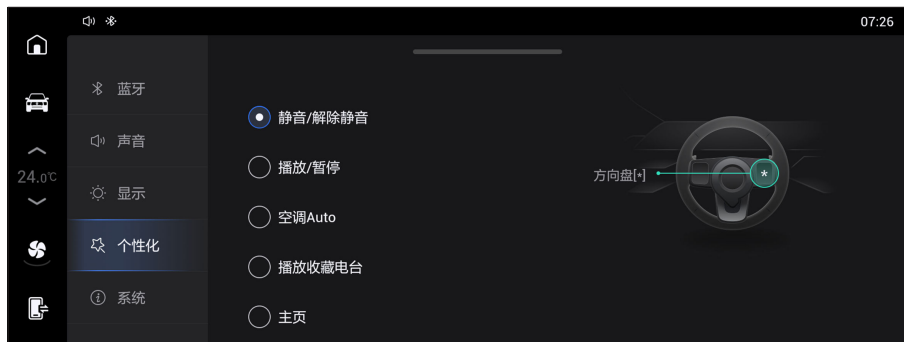 07:26
蓝牙
声音
24.0℃
显示
个性化
系统
静音/解除静音
播放/暂停
空调Auto
播放收藏电台
主页
方向盘[*]
*